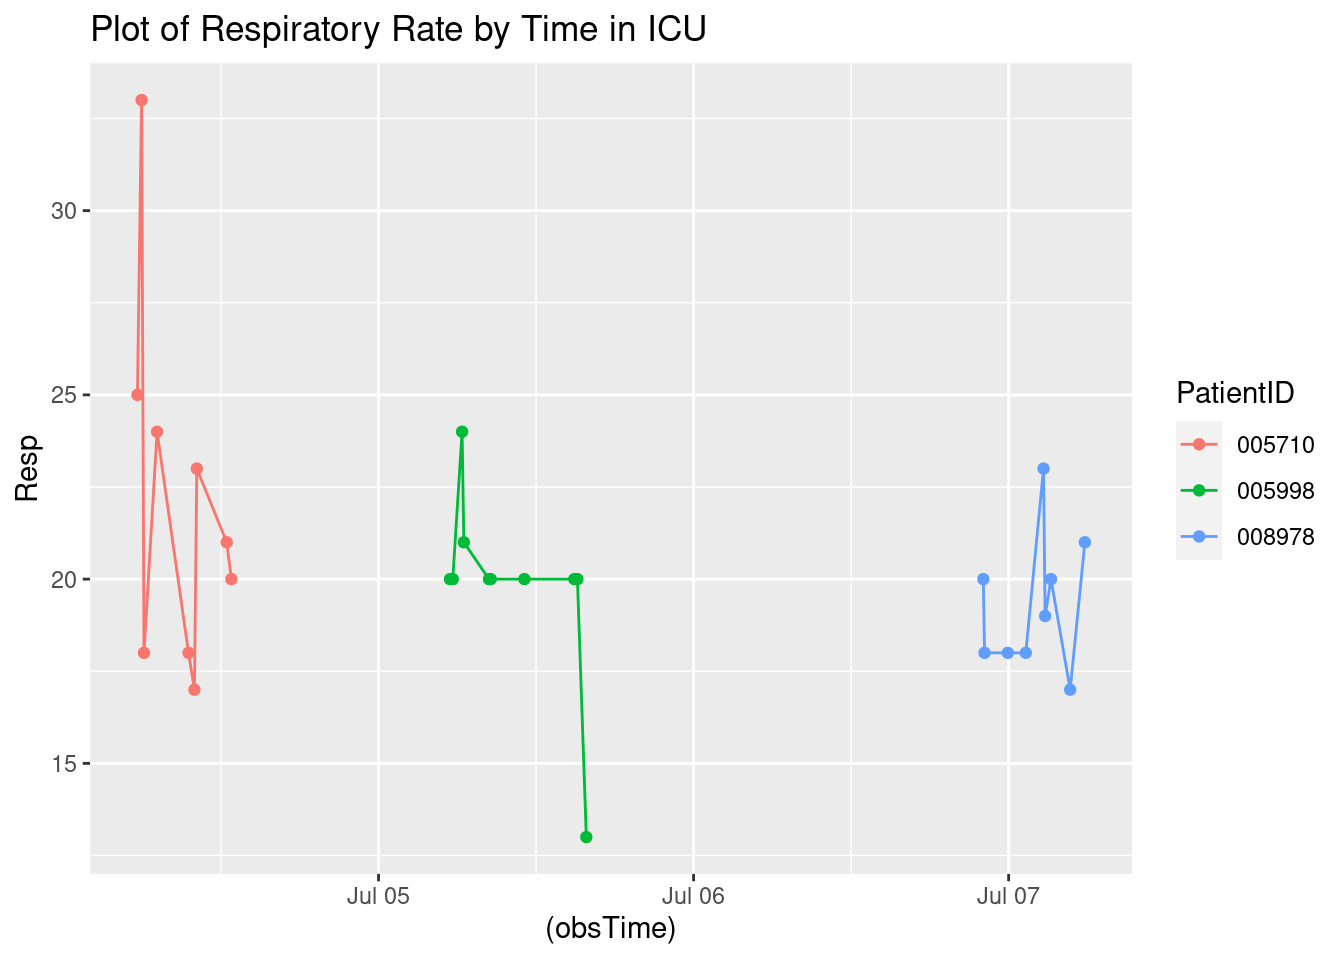 Plot of Respiratory Rate by Time in ICU
30
25
20
15
Resp
Jul 05
Jul 06
Jul 07
(obsTime)
PatientID
005710
005998
008978